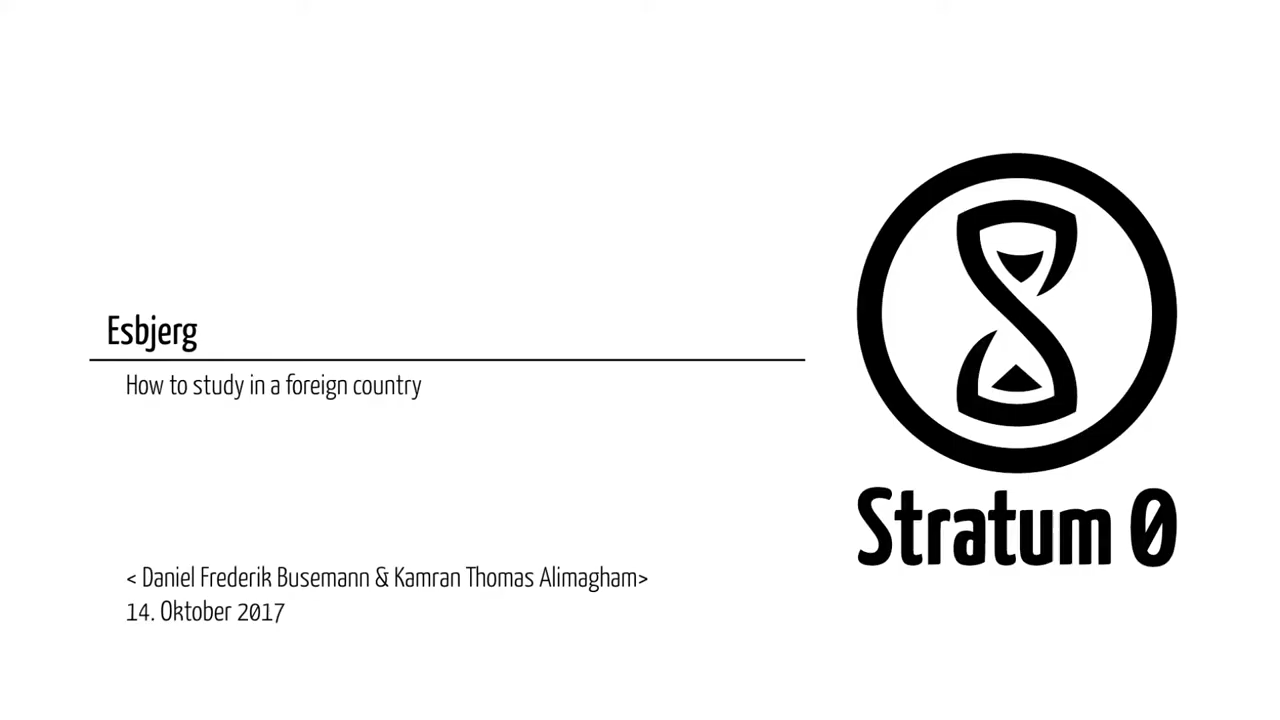 Esbjerg
How to study in a foreign country
< Daniel Frederik Busemann & Kamran Thomas Alimagham>
14. Oktober 2017
Stratum 0